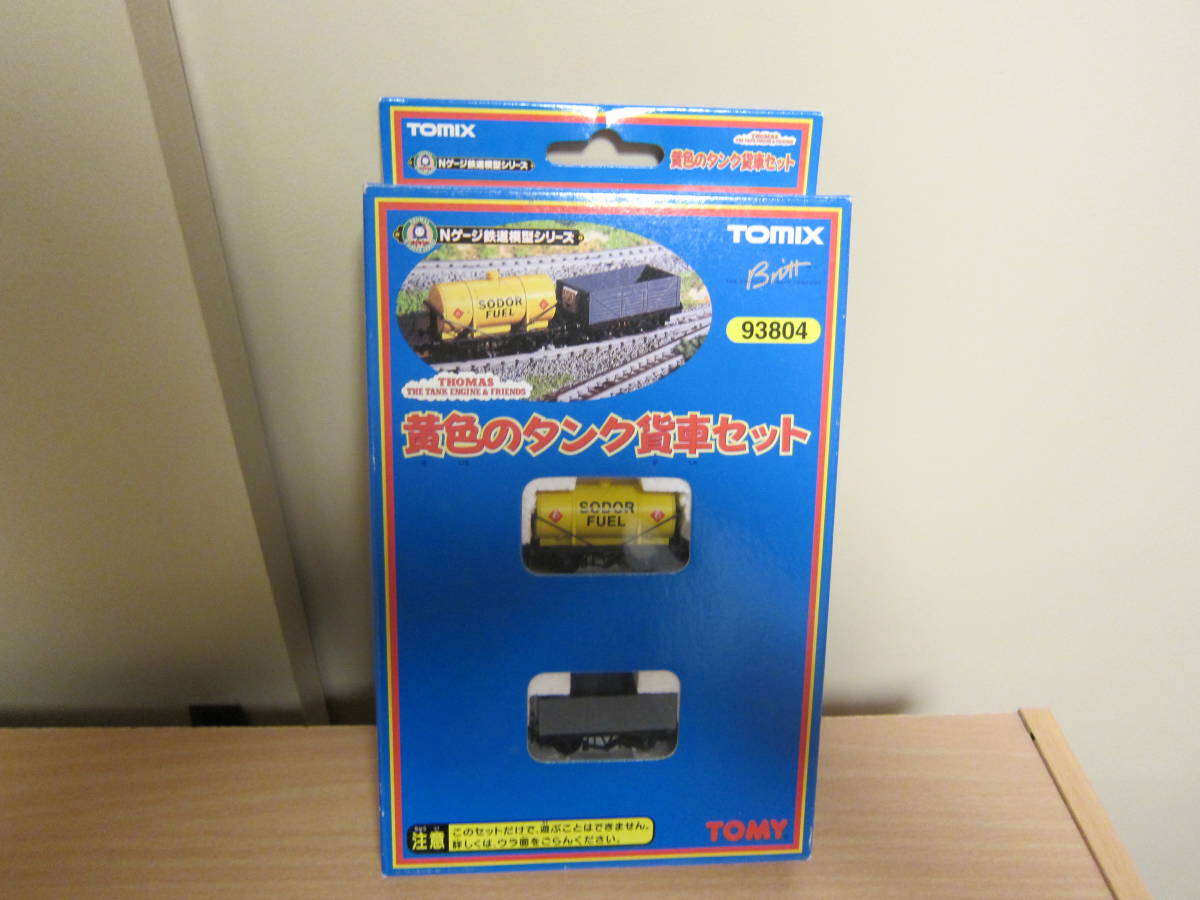 TOMIX
Nゲージ鉄道模型シリーズ
THOMAS
THE TANK ENGINE & FRIENDS
黄色のタンク貨車セット
Nゲージ鉄道模型シリーズ
TOMIX
Britt
93804
SODOR
FUEL
THOMAS
THE TANK ENGINE & FRIENDS
黄色のタンク貨車セット
SODOR
FUEL
注意
このセットだけで、遊ぶことはできません。
詳しくは、ウラ面をごらんください。
TOMY